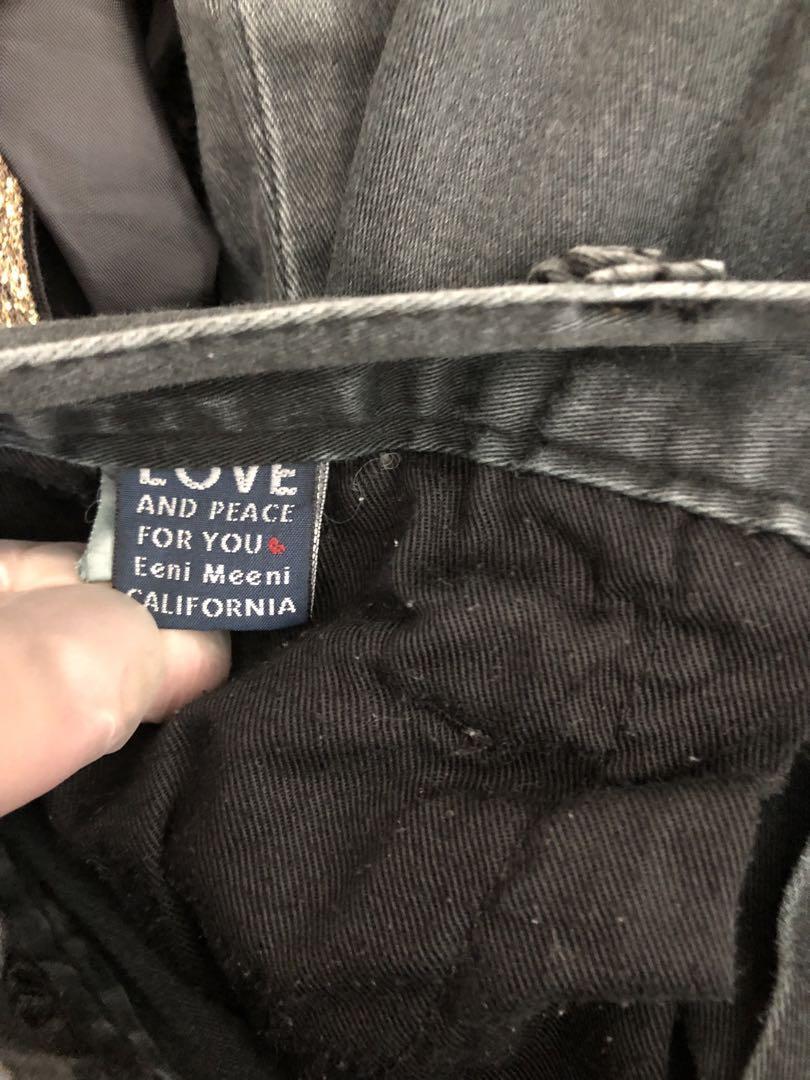 LOVE
AND PEACE
FOR YOU
Eeni Meeni
CALIFORNIA